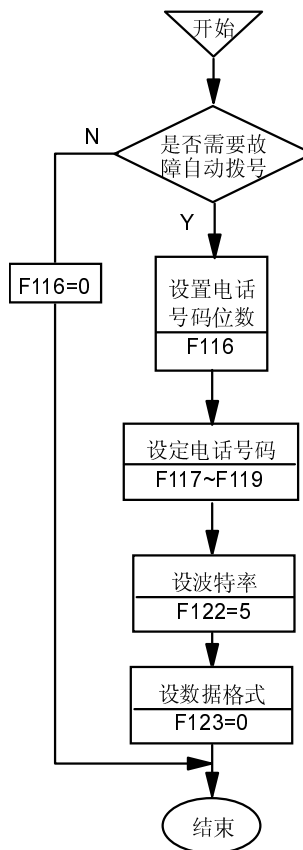 开始
是否需要故
障自动拨号
N
Y
F116=0
设置电话
号码位数
F116
设定电话号码
F117~F119
设波特率
F122=5
设数据格式
F123=0
结束